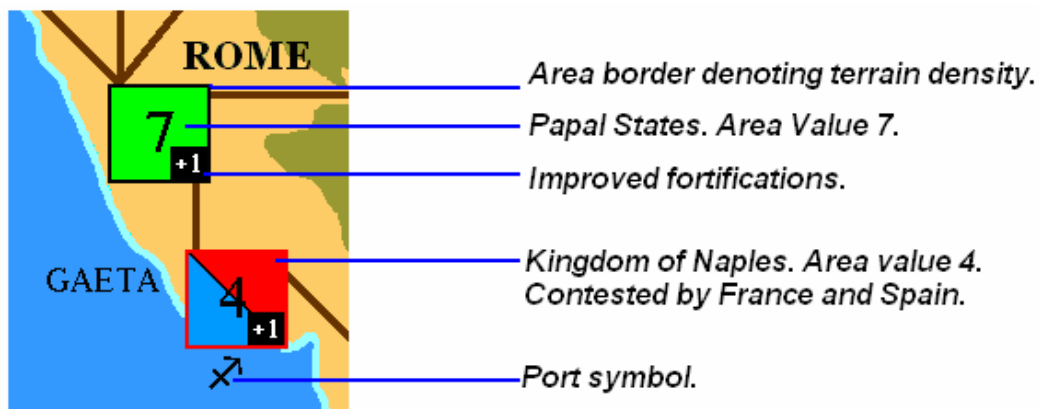 ROME
Area border denoting terrain density.
7
Papal States. Area Value 7.
+1
Improved fortifications.
GAETA
4
Kingdom of Naples. Area value 4.
Contested by France and Spain.
+1
Port symbol.